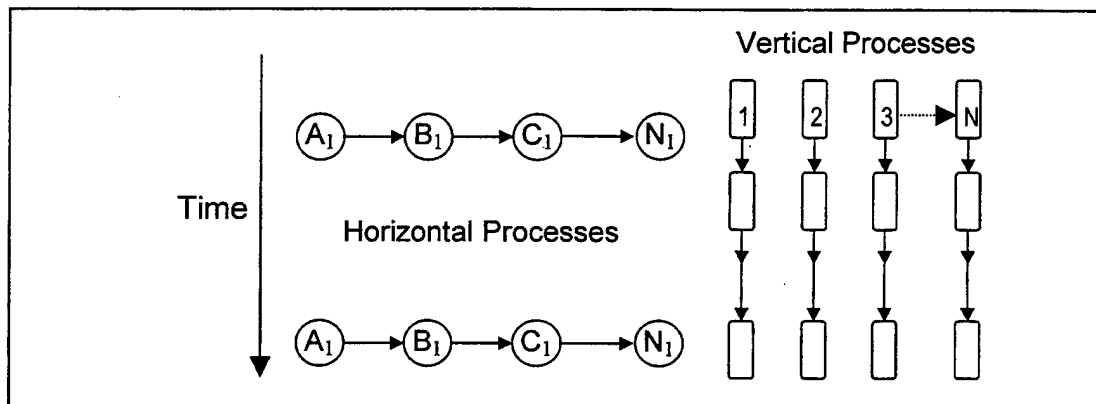 Vertical Processes
1 2 3 N
A1 B1 C1 N1
Time
Horizontal Processes
A1 B1 C1 N1